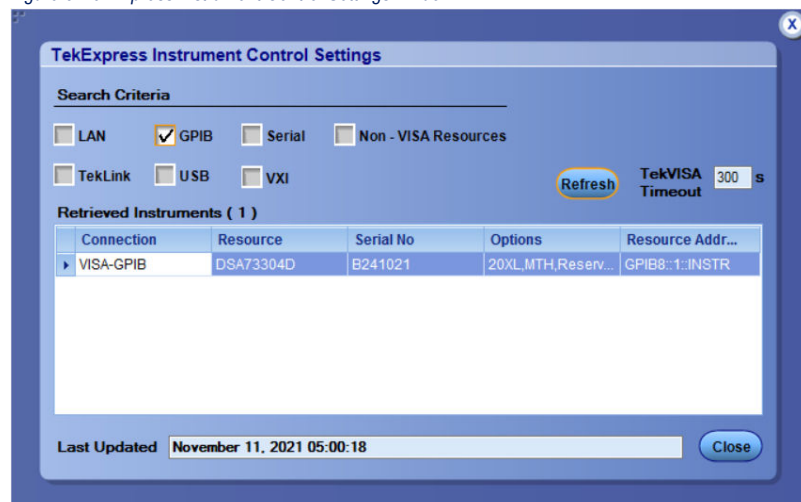 TekExpress Instrument Control Settings
X
Search Criteria
LAN GPIB Serial Non - VISA Resources
TekLink USB VXI
Refresh TekVISA Timeout 300 s
Retrieved Instruments ( 1 )
Connection Resource Serial No Options Resource Addr...
VISA-GPIB DSA73304D B241021 20XL,MTH,Reserv... GPIB8::1::INSTR
Last Updated November 11, 2021 05:00:18 Close